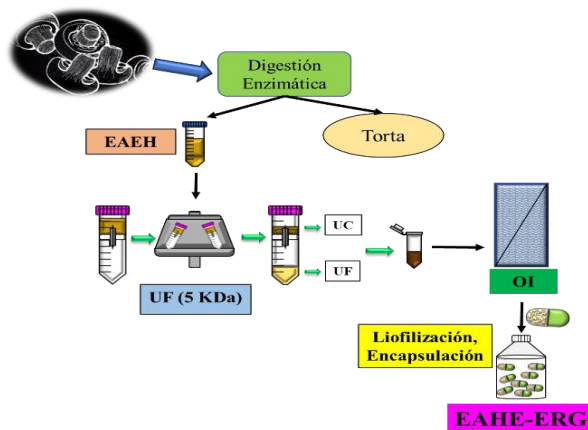 Digestión
Enzimática
EAEH
Torta
UC
UF
UF (5 KDa)
OI
Liofilización,
Encapsulación
EAHE-ERG